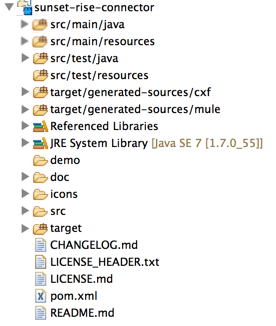 sunset-rise-connector
src/main/java
src/main/resources
src/test/java
src/test/resources
target/generated-sources/cxf
target/generated-sources/mule
Referenced Libraries
JRE System Library [Java SE 7 [1.7.0_55]]
demo
doc
icons
src
target
CHANGELOG.md
LICENSE_HEADER.txt
LICENSE.md
pom.xml
README.md